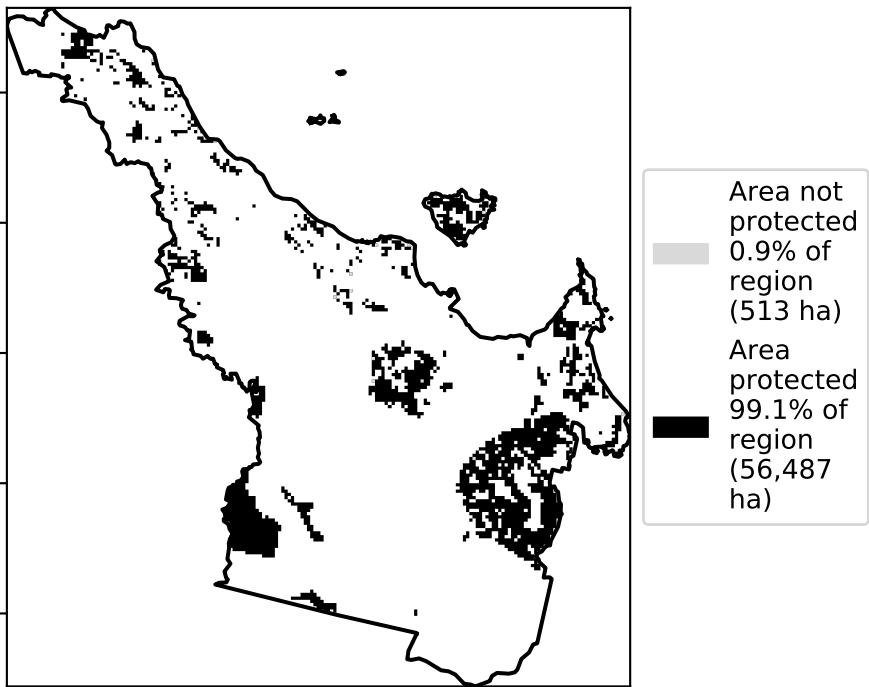 Area not
protected
0.9% of
region
(513 ha)
Area
protected
99.1% of
region
(56,487
ha)